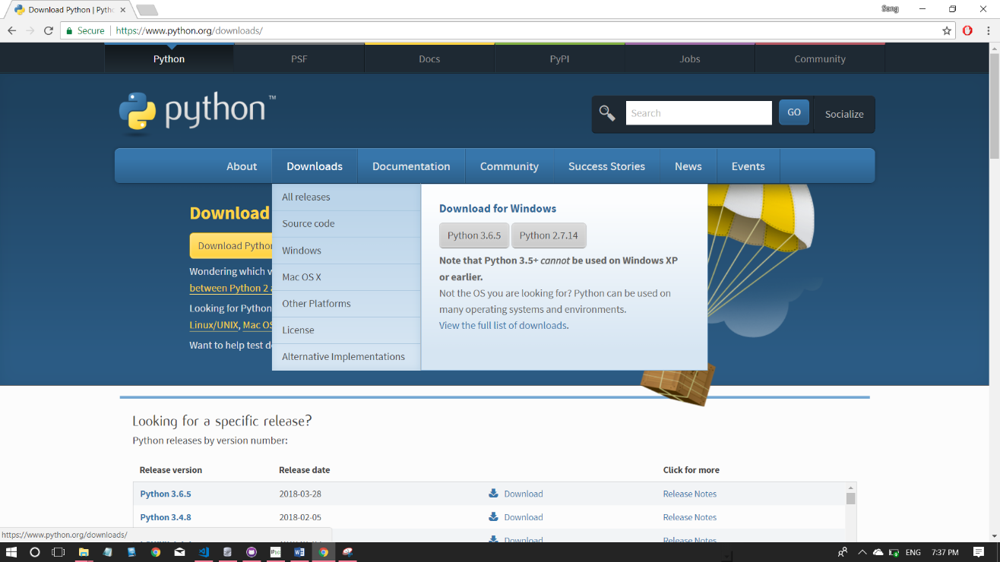 Download Python | Pytho
Song
Secure
https://www.python.org/downloads/
Python
PSF
Docs
PyPI
Jobs
Community
python™
Search
GO
Socialize
About
Downloads
Documentation
Community
Success Stories
News
Events
Download
Download Python
Wondering which v
between Python 2 a
Looking for Python
Linux/UNIX, Mac OS
Want to help test de
All releases
Source code
Windows
Mac OS X
Other Platforms
License
Alternative Implementations
Download for Windows
Python 3.6.5
Python 2.7.14
Note that Python 3.5+ cannot be used on Windows XP
or earlier.
Not the OS you are looking for? Python can be used on
many operating systems and environments.
View the full list of downloads.
Looking for a specific release?
Python releases by version number:
Release version
Release date
Click for more
Python 3.6.5
2018-03-28
Download
Release Notes
Python 3.4.8
2018-02-05
Download
Release Notes
Download
Release Notes
https://www.python.org/downloads/
ENG
7:37 PM